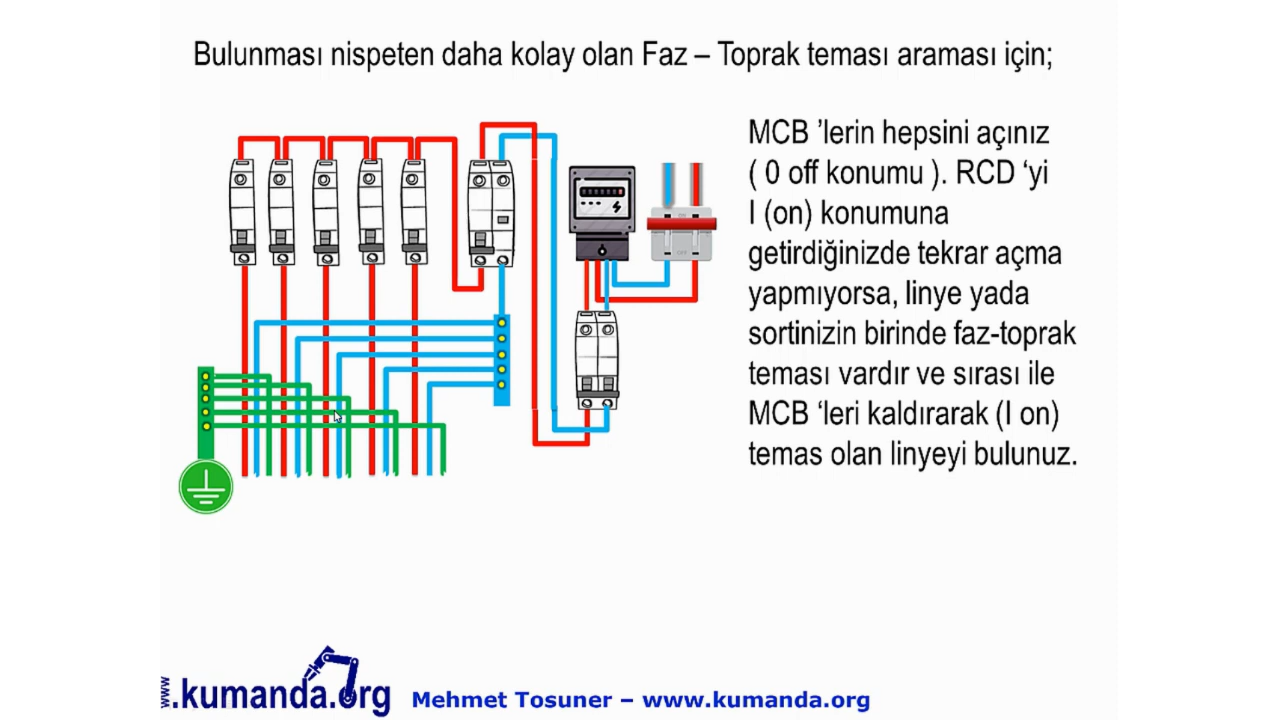 Bulunması nispeten daha kolay olan Faz – Toprak teması araması için;
MCB ’lerin hepsini açınız
( 0 off konumu ). RCD ‘yi
I (on) konumuna
getirdiğinizde tekrar açma
yapmıyorsa, linye yada
sortinizin birinde faz-toprak
teması vardır ve sırası ile
MCB ‘leri kaldırarak (I on)
temas olan linyeyi bulunuz.
www.kumanda.org
Mehmet Tosuner – www.kumanda.org